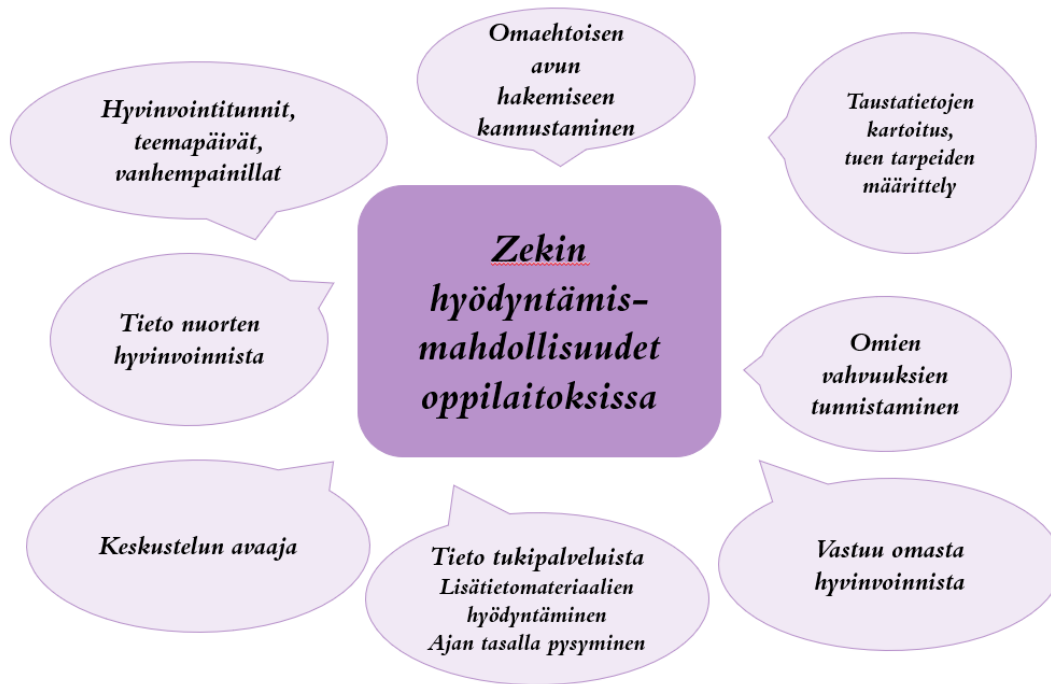 Omaehtoisen
avun
hakemiseen
kannustaminen
Hyvinvointitunnit,
teemapäivät,
vanhempainillat
Taustatietojen
kartoitus,
tuen tarpeiden
määrittely
Zekin
hyödyntämis-
mahdollisuudet
oppilaitoksissa
Tieto nuorten
hyvinvoinnista
Omien
vahvuuksien
tunnistaminen
Keskustelun avaaja
Tieto tukipalveluista
Lisätietomateriaalien
hyödyntäminen
Ajan tasalla pysyminen
Vastuu omasta
hyvinvoinnista